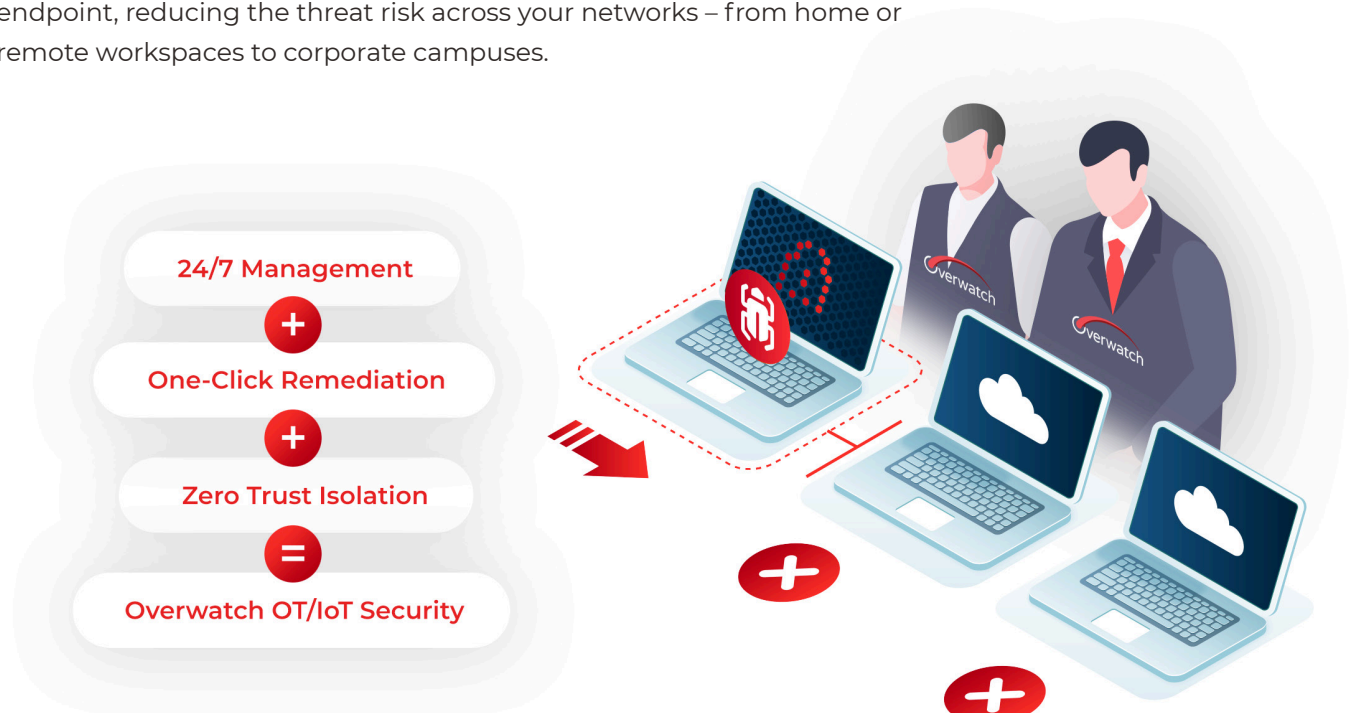 endpoint, reducing the threat risk across your networks – from home or
remote workspaces to corporate campuses.
24/7 Management
+
One-Click Remediation
+
Zero Trust Isolation
=
Overwatch OT/IoT Security
Overwatch
Overwatch